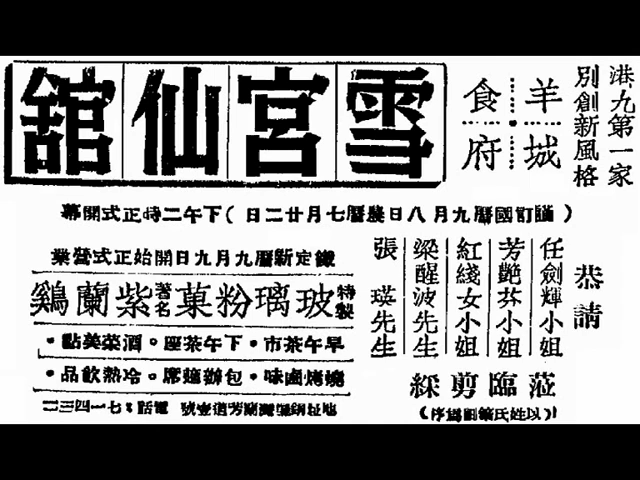 港九第一家
別創新風格
羊城
食府
雪宮仙館
(謹訂國曆九月八日農曆七月廿二日)下午二時正式開幕
恭請
任劍輝小姐
芳艷芬小姐
紅綫女小姐
梁醒波先生
張瑛先生
蒞臨剪綵
(以姓氏筆劃為序)
鐵定新曆九月九日開始正式營業
特製玻璃粉菓著名紫蘭鷄
早午茶市。下午茶座。酒菜美點。
燒烤鹵味。包辦筵席。冷熱飲品。
地址銅鑼灣蘭芳道壹號 電話:七一四三二